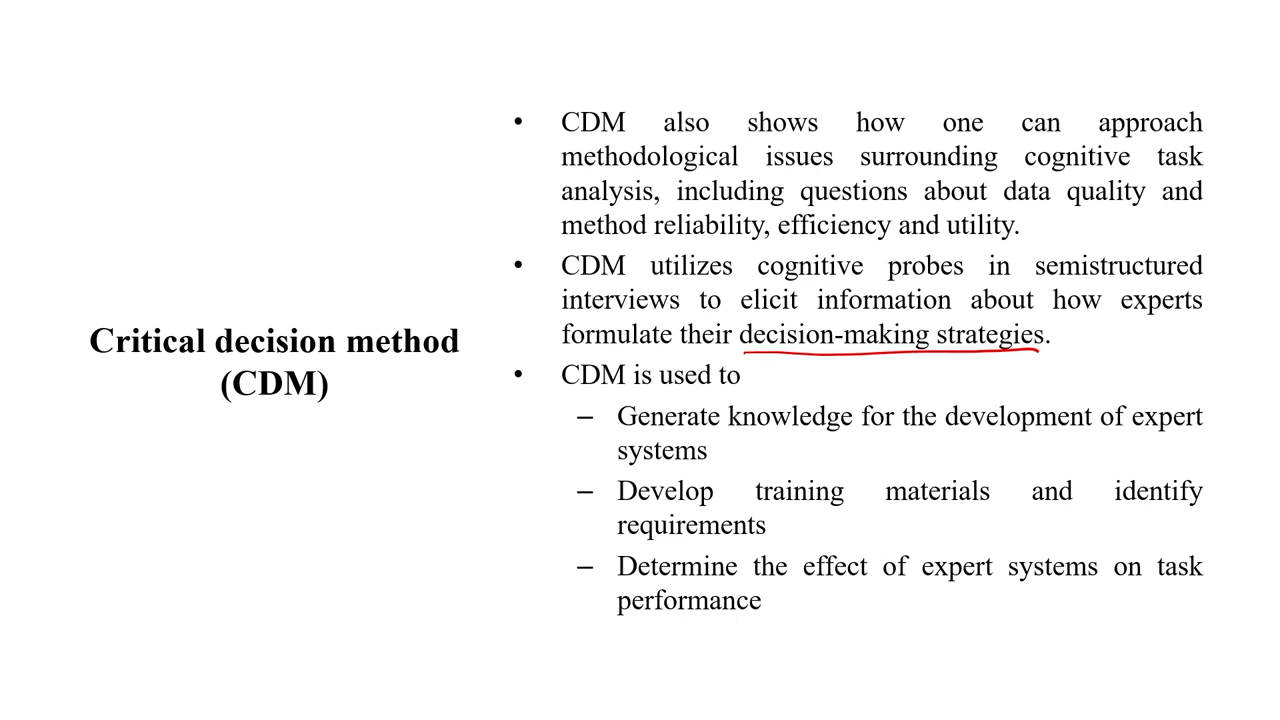 Critical decision method
(CDM)
• CDM also shows how one can approach
methodological issues surrounding cognitive task
analysis, including questions about data quality and
method reliability, efficiency and utility.
• CDM utilizes cognitive probes in semistructured
interviews to elicit information about how experts
formulate their decision-making strategies.
• CDM is used to
– Generate knowledge for the development of expert
systems
– Develop training materials and identify
requirements
– Determine the effect of expert systems on task
performance